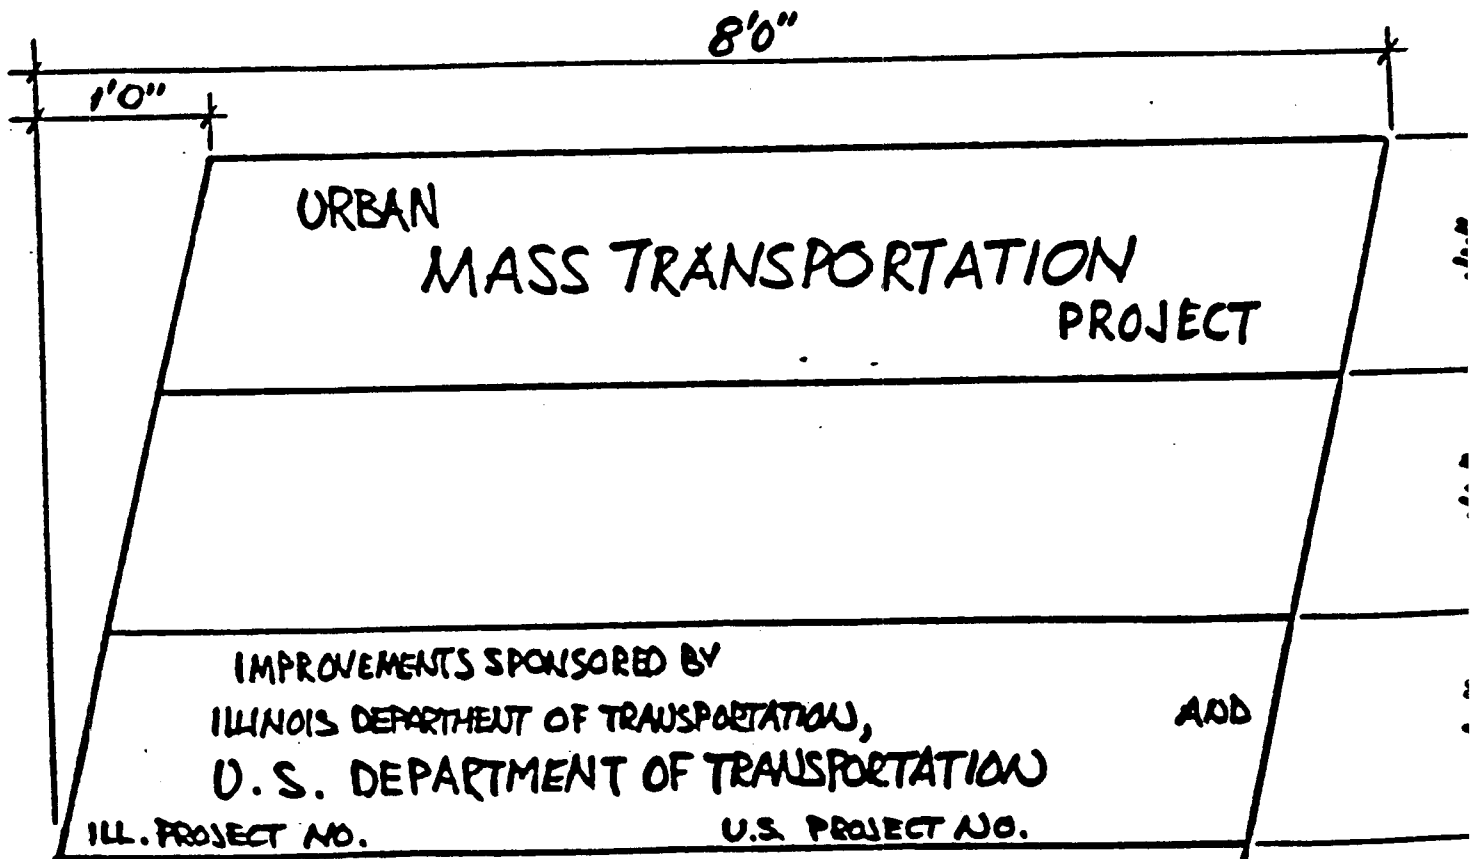 8'0"
1'0"
URBAN
MASS TRANSPORTATION
PROJECT
IMPROVEMENTS SPONSORED BY
ILLINOIS DEPARTMENT OF TRANSPORTATION, AND
U.S. DEPARTMENT OF TRANSPORTATION
ILL. PROJECT NO. U.S. PROJECT NO.